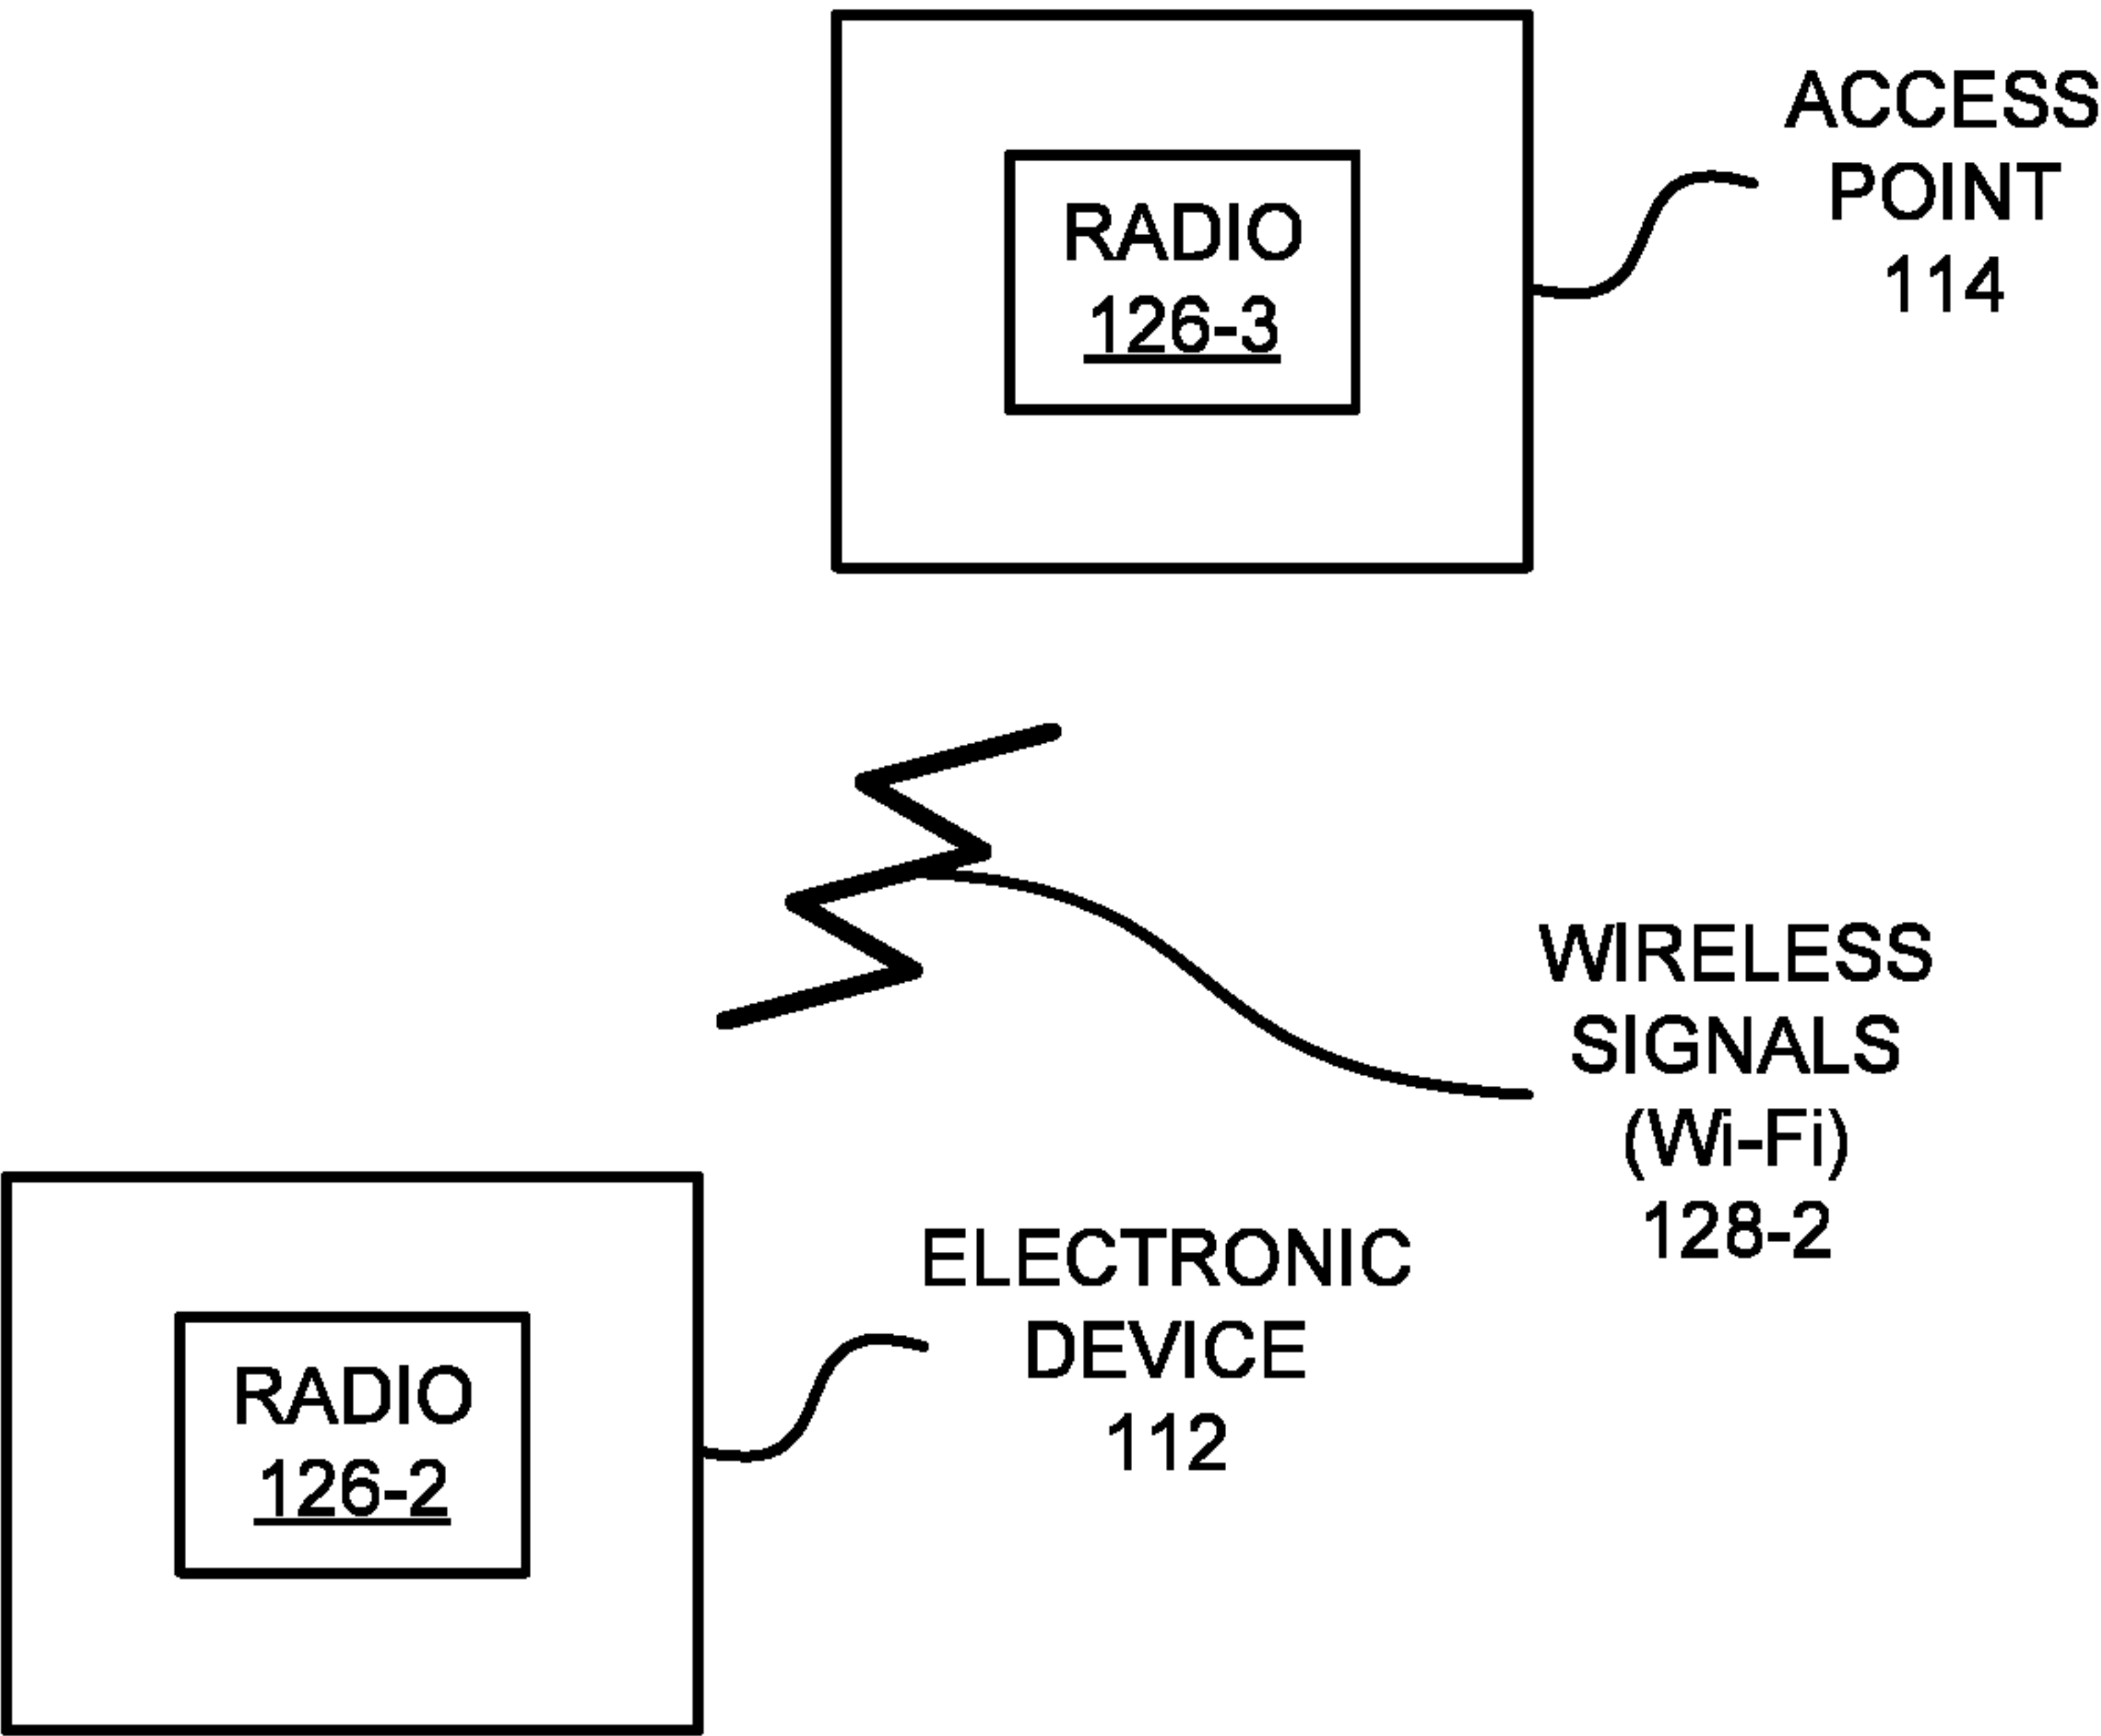 ACCESS
POINT
114
RADIO
126-3
WIRELESS
SIGNALS
(Wi-Fi)
128-2
ELECTRONIC
DEVICE
112
RADIO
126-2